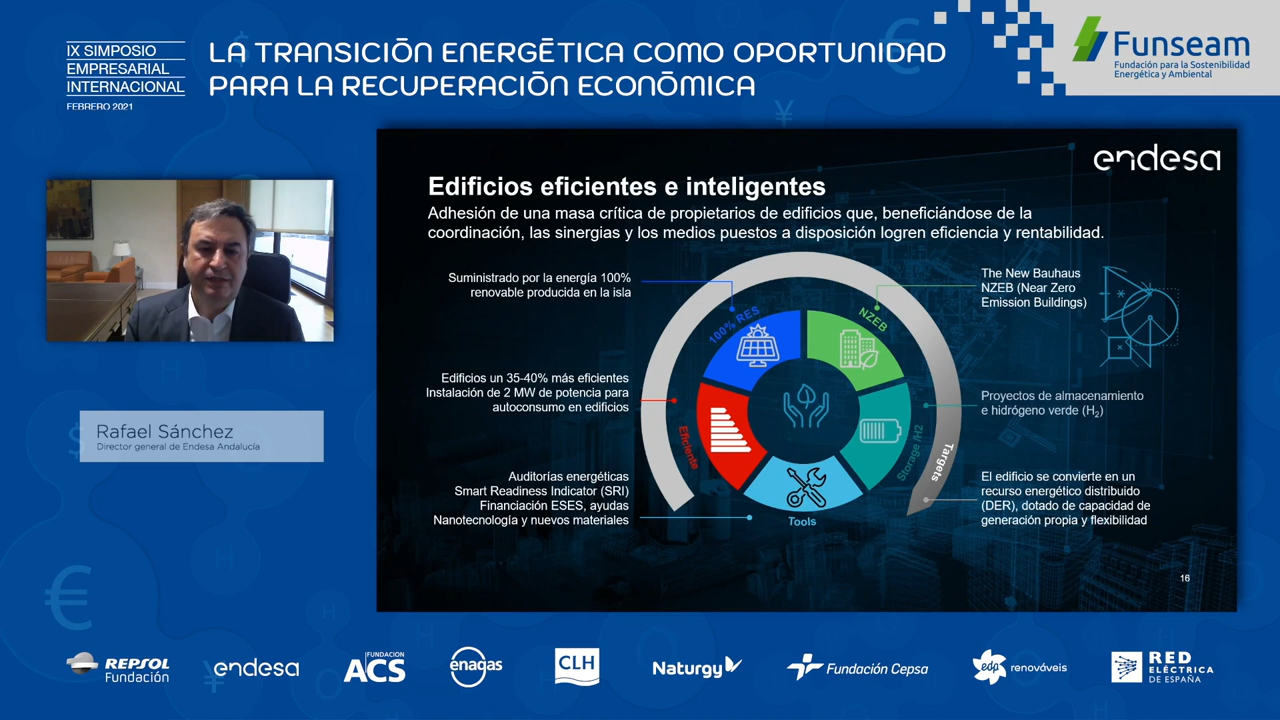 IX SIMPOSIO
EMPRESARIAL
INTERNACIONAL
FEBRERO 2021
LA TRANSICIÓN ENERGÉTICA COMO OPORTUNIDAD
PARA LA RECUPERACIÓN ECONÓMICA
Funseam
Fundación para la Sostenibilidad
Energética y Ambiental
endesa
Edificios eficientes e inteligentes
Adhesión de una masa crítica de propietarios de edificios que, beneficiándose de la
coordinación, las sinergias y los medios puestos a disposición logren eficiencia y rentabilidad.
Suministrado por la energía 100%
renovable producida en la isla
Edificios un 35-40% más eficientes
Instalación de 2 MW de potencia para
autoconsumo en edificios
Auditorías energéticas
Smart Readiness Indicator (SRI)
Financiación ESES, ayudas
Nanotecnología y nuevos materiales
100% RES
NZEB
Eficiente
Storage /H2
Tools
Targets
The New Bauhaus
NZEB (Near Zero
Emission Buildings)
Proyectos de almacenamiento
e hidrógeno verde (H2)
El edificio se convierte en un
recurso energético distribuido
(DER), dotado de capacidad de
generación propia y flexibilidad
16
Rafael Sánchez
Director general de Endesa Andalucía
REPSOL
Fundación
endesa
FUNDACION
ACS
enagas
CLH
Naturgy
Fundación Cepsa
edp
renováveis
RED
ELÉCTRICA
DE ESPAÑA